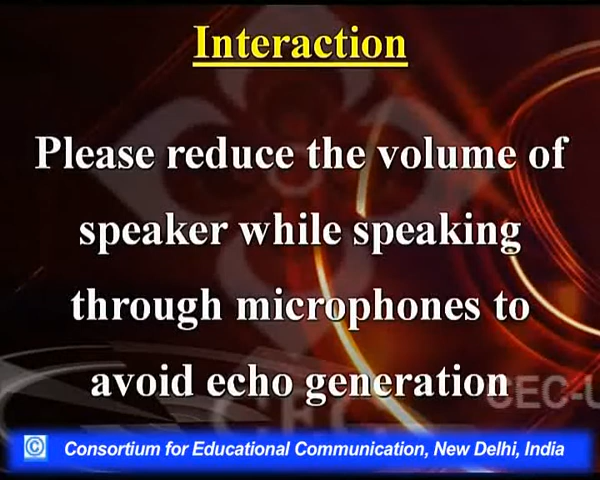 Interaction
Please reduce the volume of
speaker while speaking
through microphones to
avoid echo generation
CEC-U
C.E.C.
© Consortium for Educational Communication, New Delhi, India